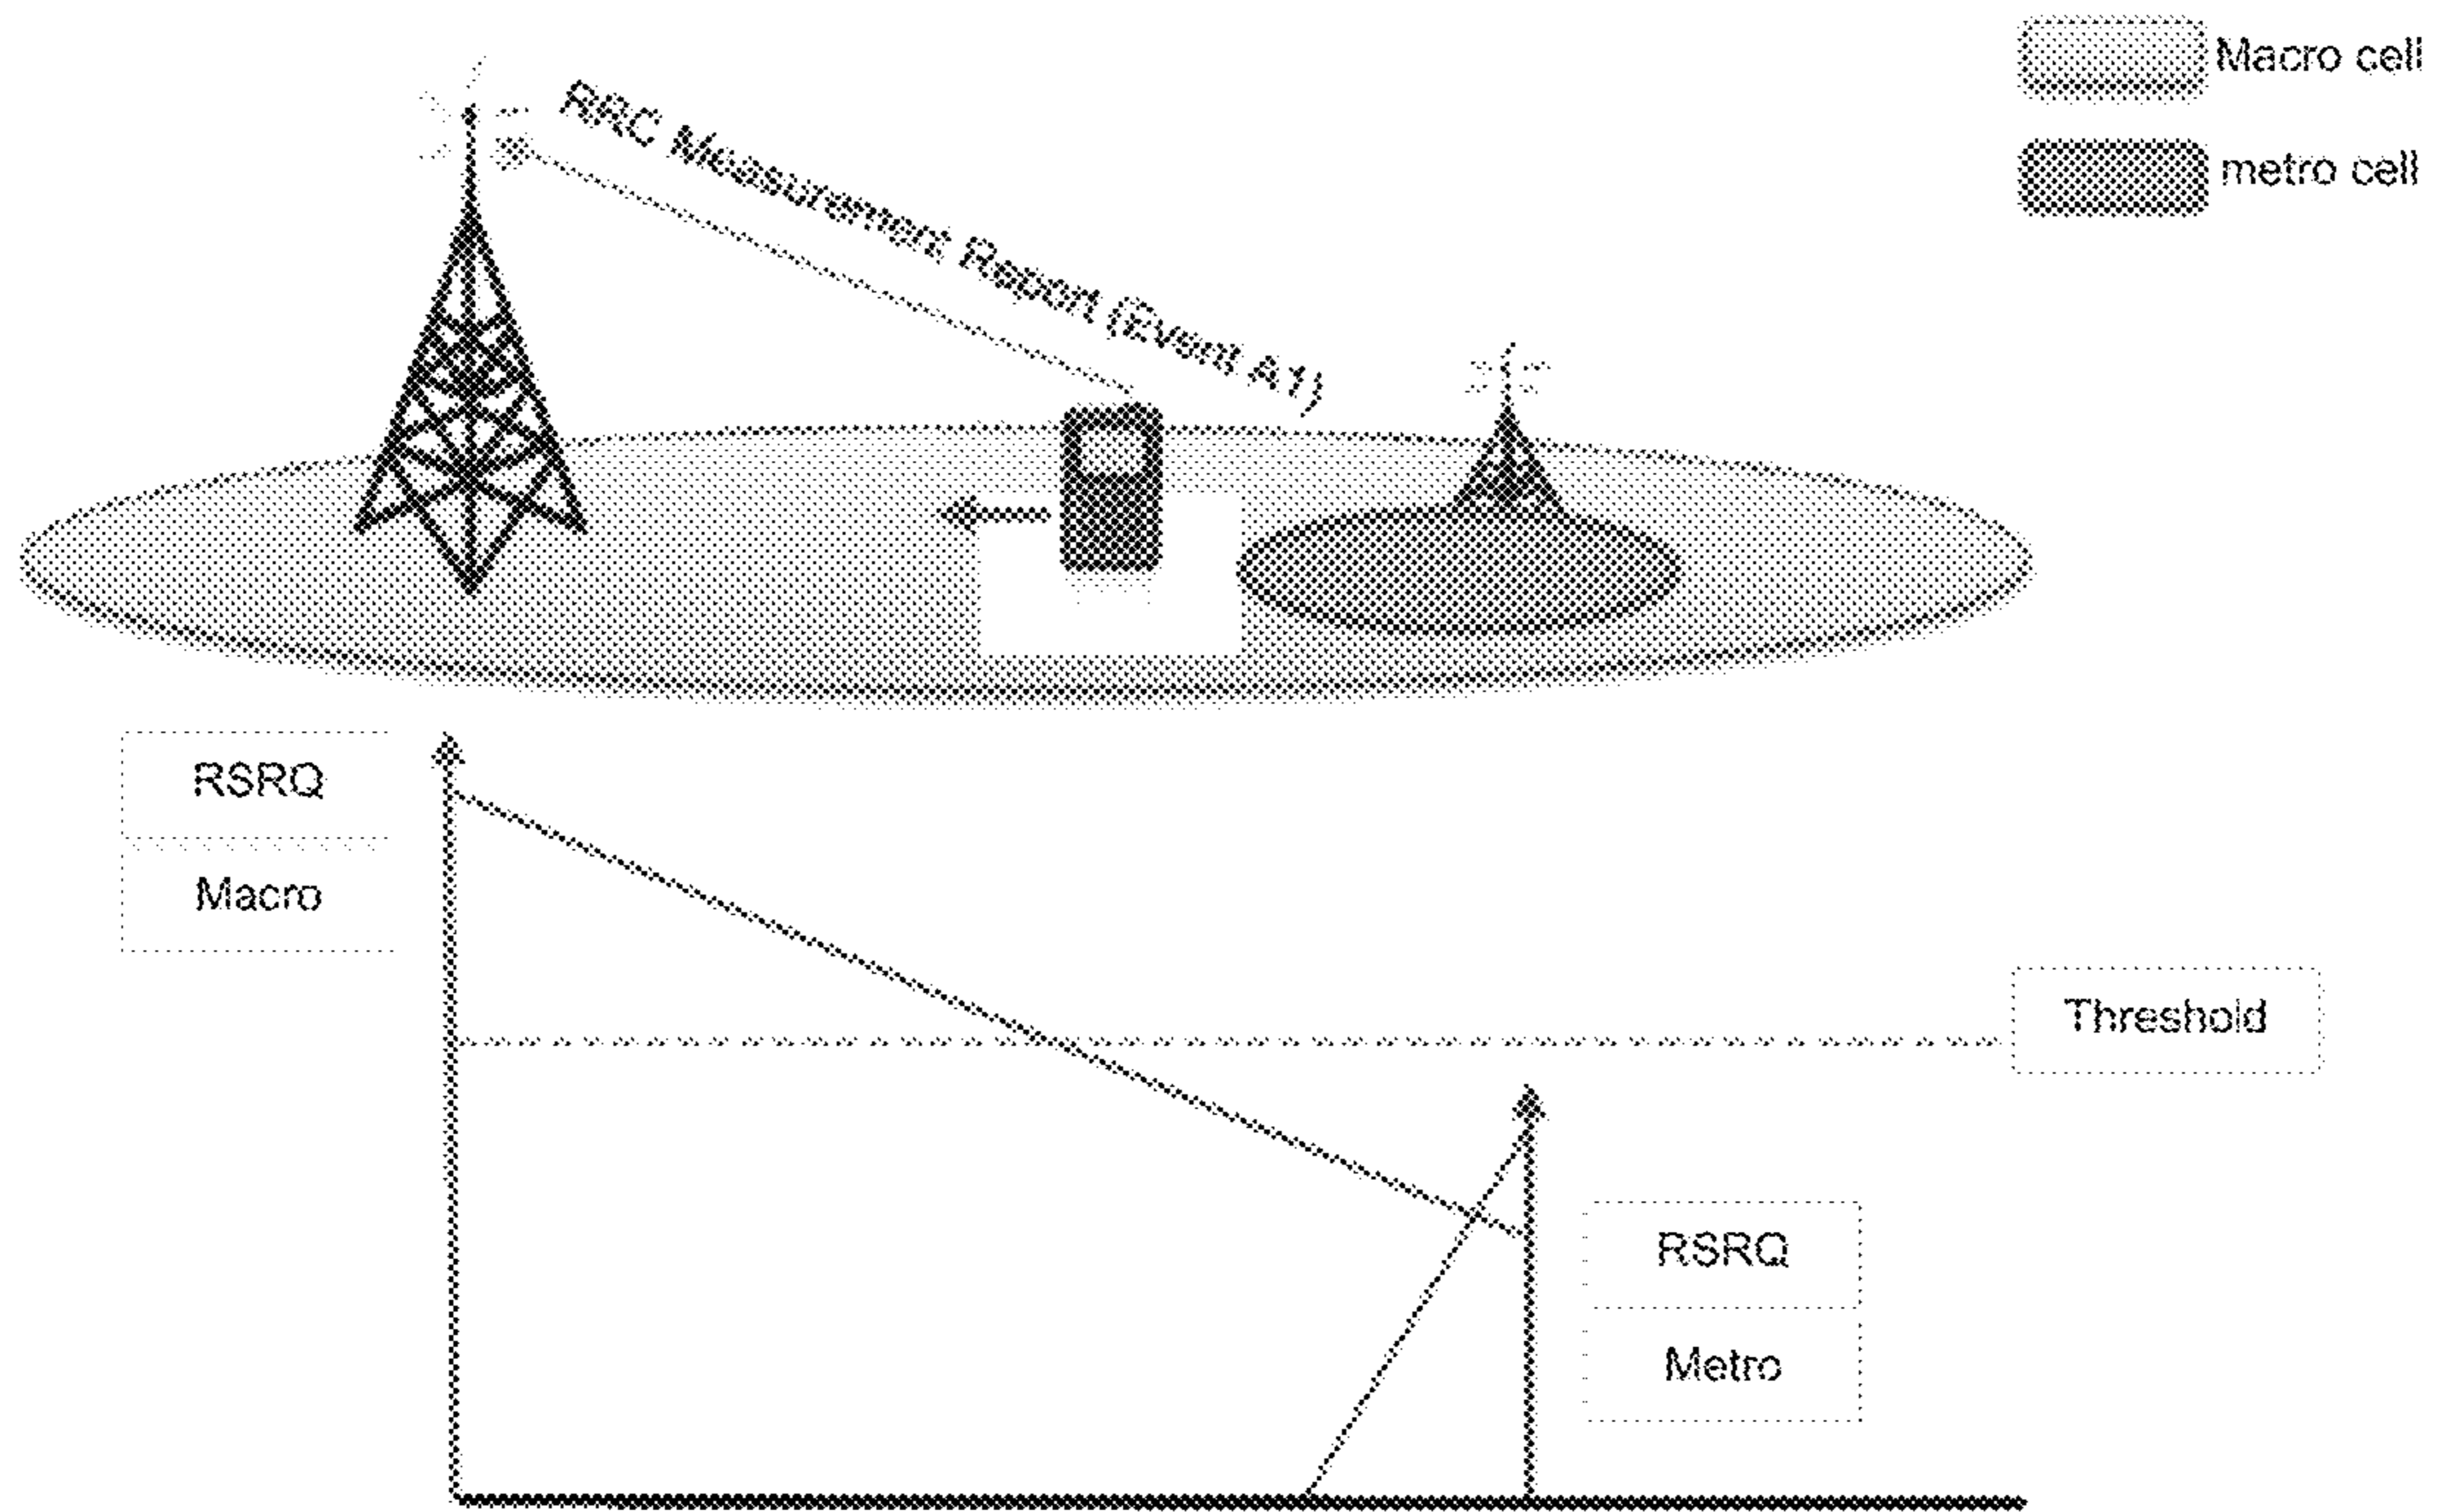 Macro cell
metro cell
RRC Measurement Report (Event A1)
RSRQ
Macro
Threshold
RSRQ
Metro